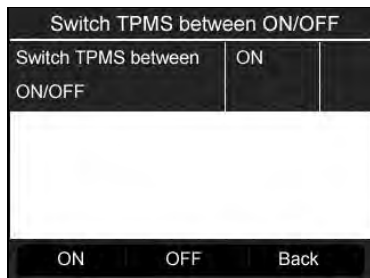 Switch TPMS between ON/OFF
Switch TPMS between ON
ON/OFF
ON OFF Back